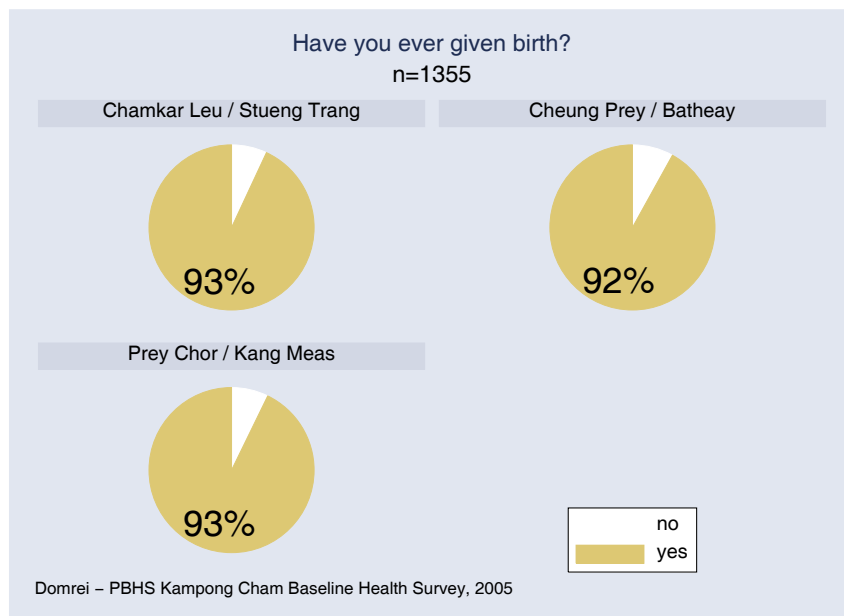 Have you ever given birth?
n=1355
Chamkar Leu / Stueng Trang
Cheung Prey / Batheay
93%
92%
Prey Chor / Kang Meas
93%
no
yes
Domrei – PBHS Kampong Cham Baseline Health Survey, 2005